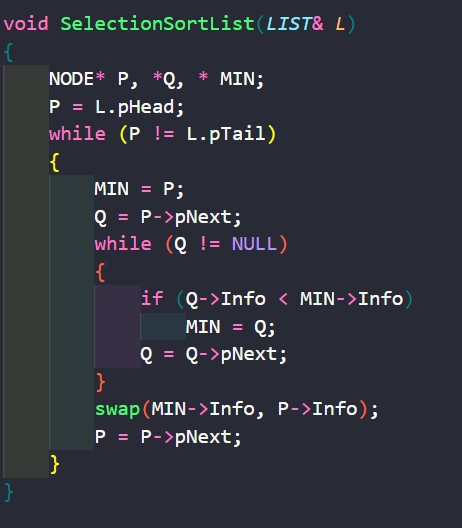 void SelectionSortList(LIST& L)
{
    NODE* P, *Q, * MIN;
    P = L.pHead;
    while (P != L.pTail)
    {
        MIN = P;
        Q = P->pNext;
        while (Q != NULL)
        {
            if (Q->Info < MIN->Info)
                MIN = Q;
            Q = Q->pNext;
        }
        swap(MIN->Info, P->Info);
        P = P->pNext;
    }
}